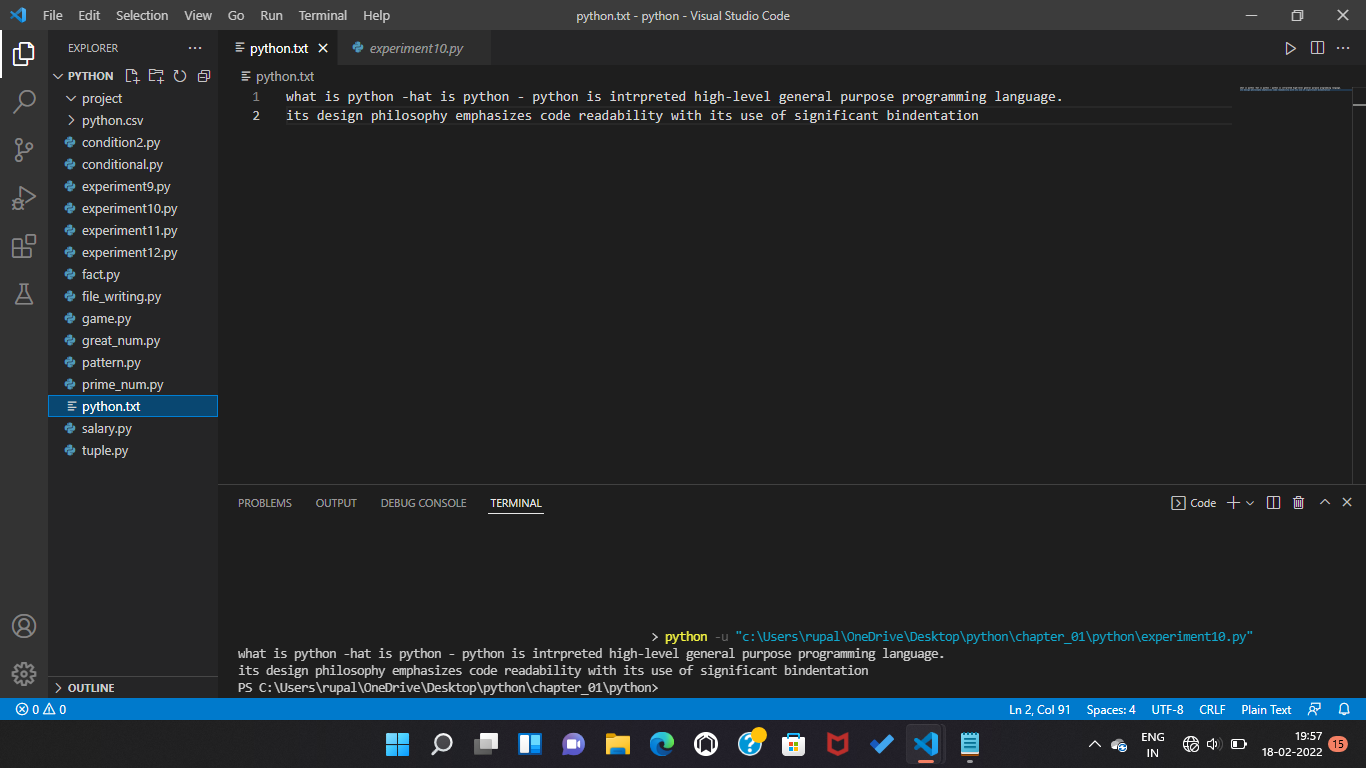 File Edit Selection View Go Run Terminal Help
python.txt - python - Visual Studio Code
EXPLORER
python.txt
experiment10.py
PYTHON
project
python.csv
condition2.py
conditional.py
experiment9.py
experiment10.py
experiment11.py
experiment12.py
fact.py
file_writing.py
game.py
great_num.py
pattern.py
prime_num.py
python.txt
salary.py
tuple.py
OUTLINE
python.txt
1 what is python -hat is python - python is intrpreted high-level general purpose programming language.
2 its design philosophy emphasizes code readability with its use of significant bindentation
PROBLEMS OUTPUT DEBUG CONSOLE TERMINAL
Code
> python -u "c:\Users\rupal\OneDrive\Desktop\python\chapter_01\python\experiment10.py"
what is python -hat is python - python is intrpreted high-level general purpose programming language.
its design philosophy emphasizes code readability with its use of significant bindentation
PS C:\Users\rupal\OneDrive\Desktop\python\chapter_01\python>
0 0
Ln 2, Col 91 Spaces: 4 UTF-8 CRLF Plain Text
ENG
IN
19:57
18-02-2022
15